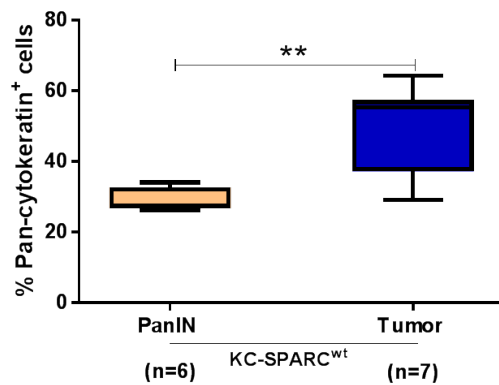 % Pan-cytokeratin⁺ cells
80
60
40
20
0
**
PanIN
Tumor
KC-SPARCʷᵗ
(n=6)
(n=7)